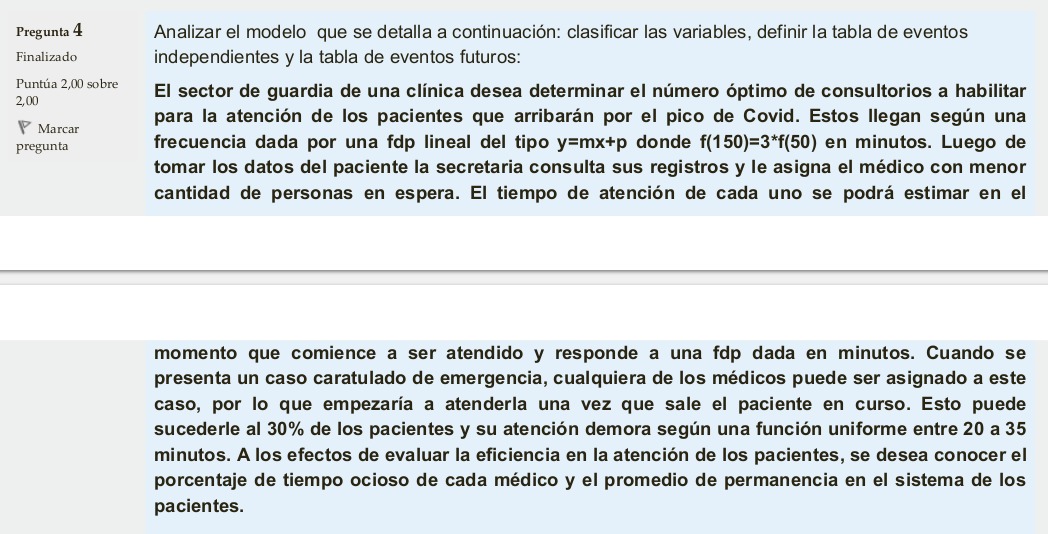 Pregunta 4
Finalizado
Puntúa 2,00 sobre
2,00
Marcar
pregunta
Analizar el modelo que se detalla a continuación: clasificar las variables, definir la tabla de eventos
independientes y la tabla de eventos futuros:
El sector de guardia de una clínica desea determinar el número óptimo de consultorios a habilitar
para la atención de los pacientes que arribarán por el pico de Covid. Estos llegan según una
frecuencia dada por una fdp lineal del tipo y=mx+p donde f(150)=3*f(50) en minutos. Luego de
tomar los datos del paciente la secretaria consulta sus registros y le asigna el médico con menor
cantidad de personas en espera. El tiempo de atención de cada uno se podrá estimar en el
momento que comience a ser atendido y responde a una fdp dada en minutos. Cuando se
presenta un caso caratulado de emergencia, cualquiera de los médicos puede ser asignado a este
caso, por lo que empezaría a atenderla una vez que sale el paciente en curso. Esto puede
sucederle al 30% de los pacientes y su atención demora según una función uniforme entre 20 a 35
minutos. A los efectos de evaluar la eficiencia en la atención de los pacientes, se desea conocer el
porcentaje de tiempo ocioso de cada médico y el promedio de permanencia en el sistema de los
pacientes.